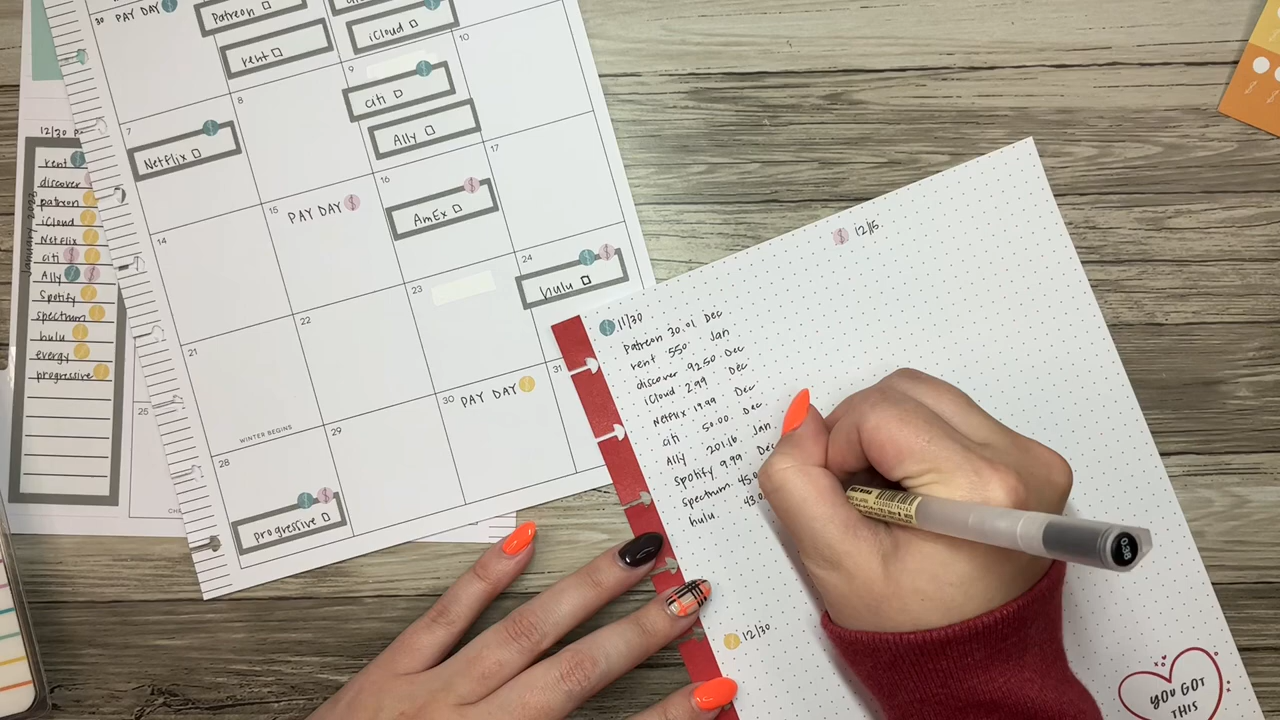 30 PAY DAY
Patreon
rent
iCloud
10
7
Netflix
8
9
citi
Ally
14
15 PAY DAY
16
AmEx
17
21
22
23
24
hulu
WINTER BEGINS
28
progressive
29
30 PAY DAY
31
12/30
rent
discover
patreon
iCloud
Netflix
citi
Ally
Spotify
spectrum
hulu
evergy
progressive
25
11/30
patreon 30.01 Dec
rent 550. Jan
discover 92.50 Dec
iCloud 2.99 Dec
Netflix 19.99 Dec
citi 50.00 Dec
Ally 201.16 Jan
Spotify 9.99 Dec
spectrum 45.0
hulu 43.
12/15
12/30
0.38
YOU GOT
THIS